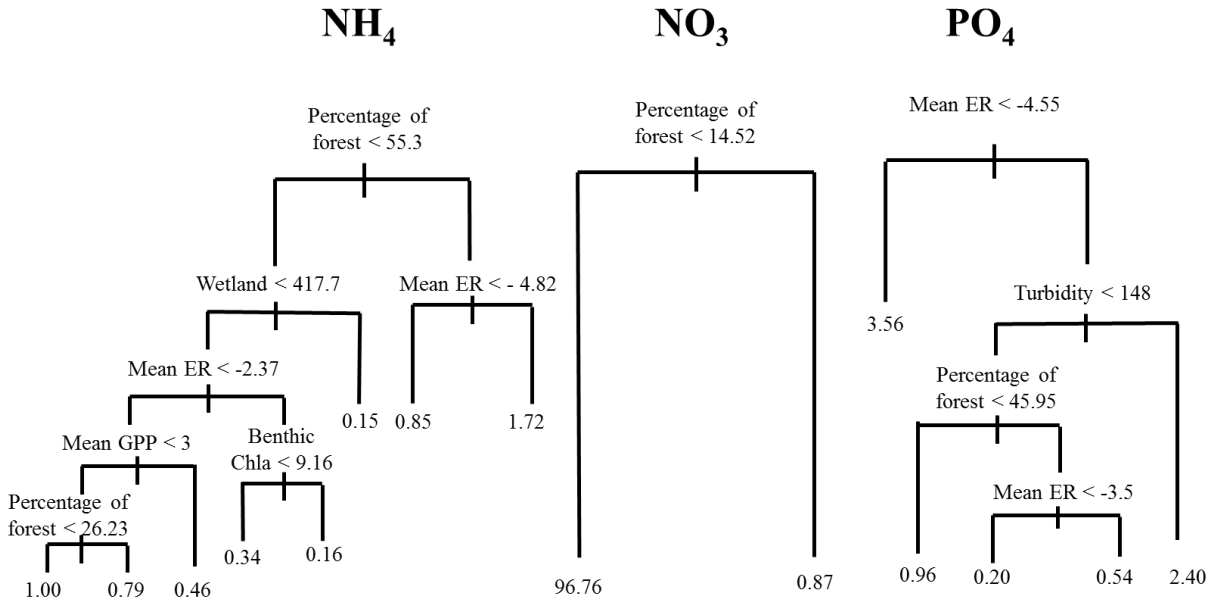 NH4
NO3
PO4
Mean ER < -4.55
Percentage of
forest < 55.3
Percentage of
forest < 14.52
Wetland < 417.7
Mean ER < - 4.82
Turbidity < 148
3.56
Mean ER < -2.37
Percentage of
forest < 45.95
0.15
0.85
1.72
Mean GPP < 3
Benthic
Chla < 9.16
Mean ER < -3.5
Percentage of
forest < 26.23
0.34
0.16
1.00
0.79
0.46
96.76
0.87
0.96
0.20
0.54
2.40